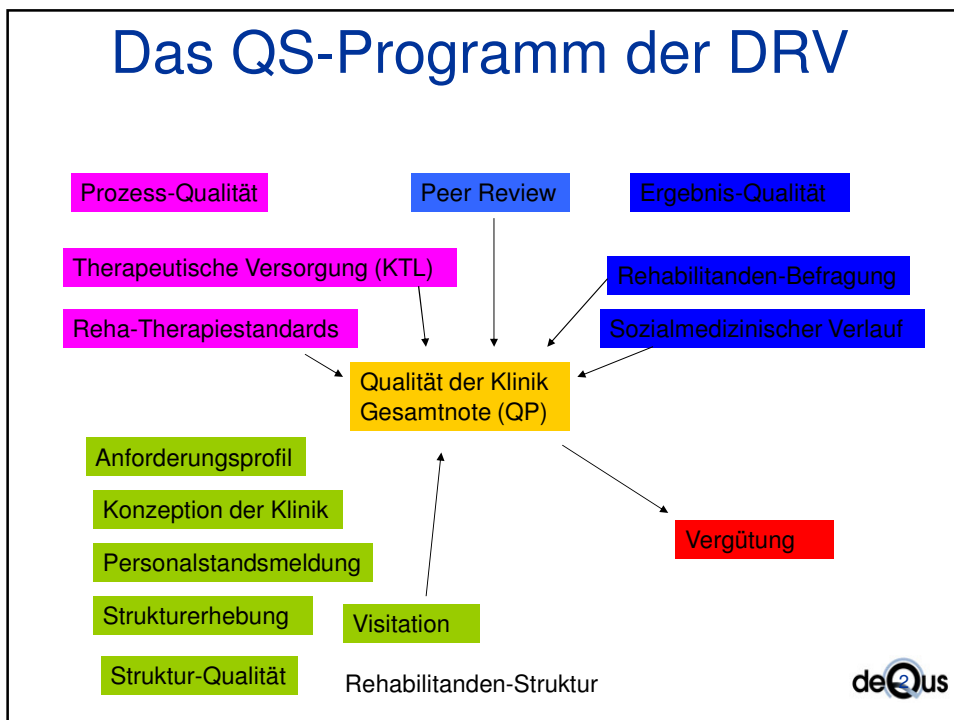 Das QS-Programm der DRV
Prozess-Qualität
Peer Review
Ergebnis-Qualität
Therapeutische Versorgung (KTL)
Rehabilitanden-Befragung
Reha-Therapiestandards
Sozialmedizinischer Verlauf
Qualität der Klinik
Gesamtnote (QP)
Anforderungsprofil
Konzeption der Klinik
Personalstandsmeldung
Vergütung
Strukturerhebung
Visitation
Struktur-Qualität
Rehabilitanden-Struktur
deQus
2